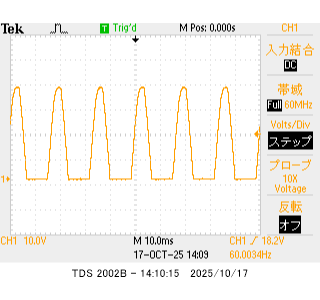 Tek
T Trig'd
M Pos: 0.000s
CH1
入力結合
DC
帯域
Full 60MHz
Volts/Div
ステップ
プローブ
10X
Voltage
反転
オフ
1
CH1 10.0V
M 10.0ms
CH1 / 18.2V
17-OCT-25 14:09
60.0034Hz
TDS 2002B - 14:10:15 2025/10/17